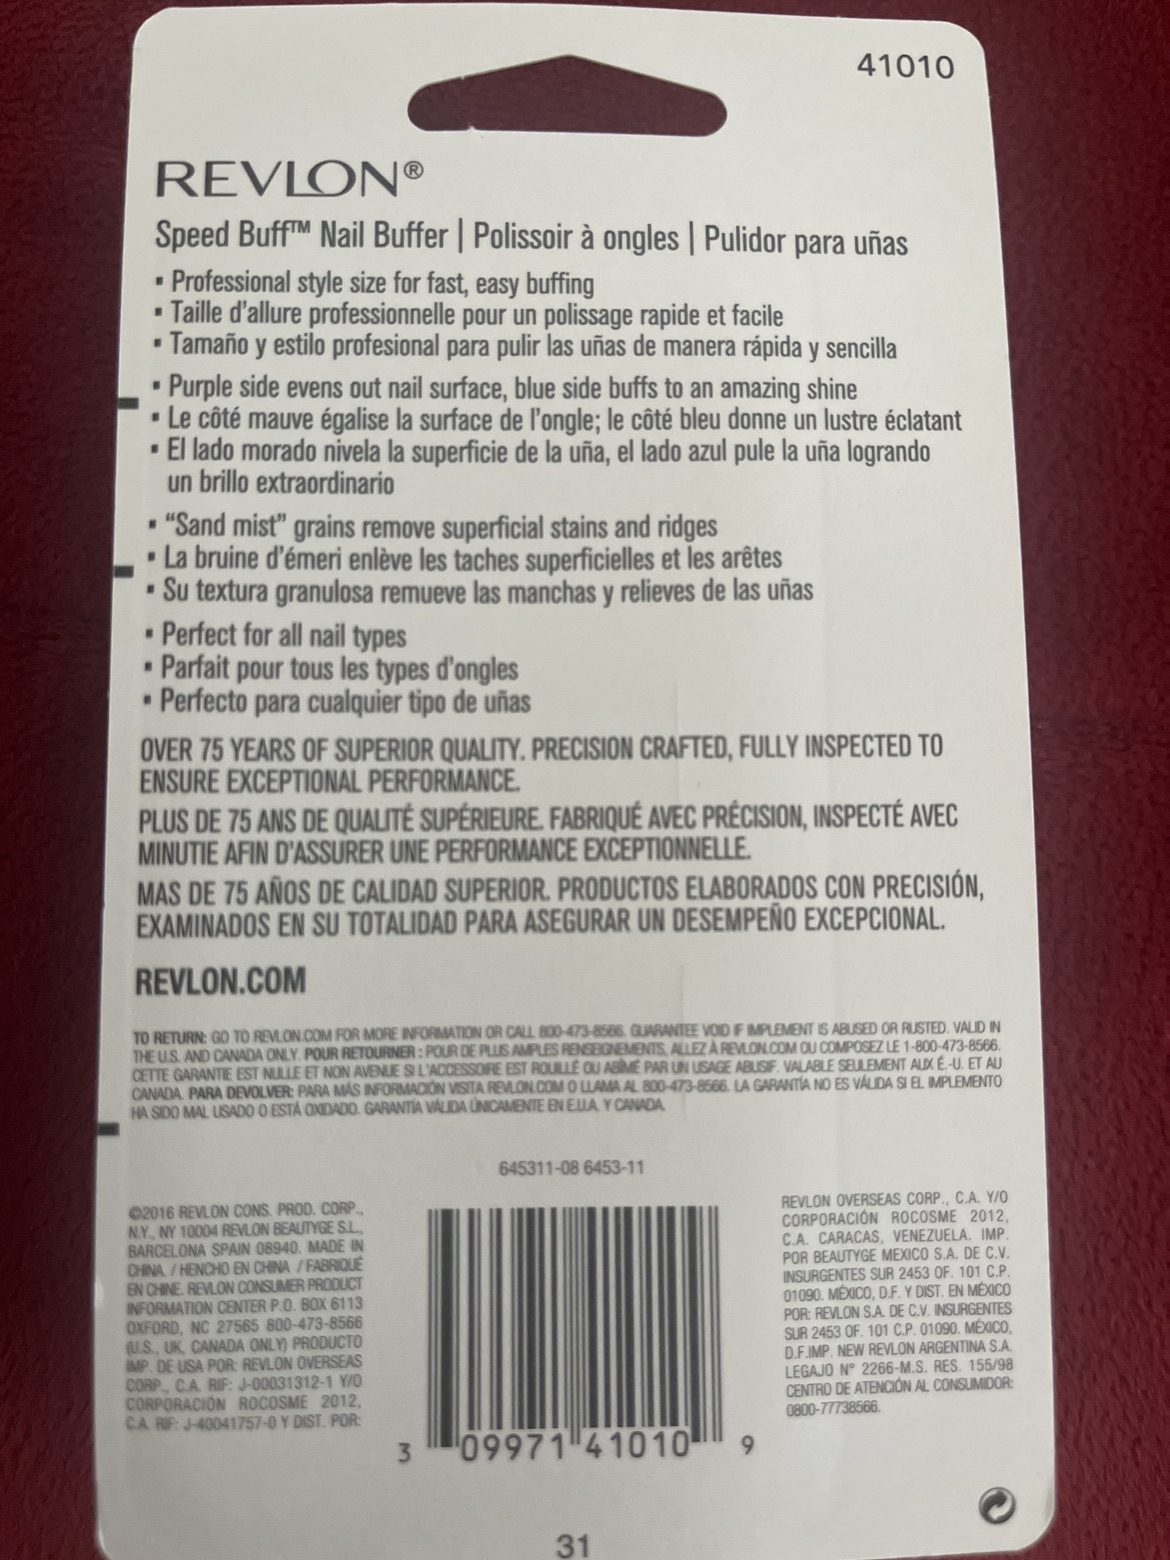 41010
REVLON®
Speed Buff™ Nail Buffer | Polissoir à ongles | Pulidor para uñas
▪ Professional style size for fast, easy buffing
▪ Taille d'allure professionnelle pour un polissage rapide et facile
▪ Tamaño y estilo profesional para pulir las uñas de manera rápida y sencilla
▪ Purple side evens out nail surface, blue side buffs to an amazing shine
▪ Le côté mauve égalise la surface de l'ongle; le côté bleu donne un lustre éclatant
▪ El lado morado nivela la superficie de la uña, el lado azul pule la uña logrando
un brillo extraordinario
▪ “Sand mist” grains remove superficial stains and ridges
▪ La bruine d'émeri enlève les taches superficielles et les arêtes
▪ Su textura granulosa remueve las manchas y relieves de las uñas
▪ Perfect for all nail types
▪ Parfait pour tous les types d'ongles
▪ Perfecto para cualquier tipo de uñas
OVER 75 YEARS OF SUPERIOR QUALITY. PRECISION CRAFTED, FULLY INSPECTED TO
ENSURE EXCEPTIONAL PERFORMANCE.
PLUS DE 75 ANS DE QUALITÉ SUPÉRIEURE. FABRIQUÉ AVEC PRÉCISION, INSPECTÉ AVEC
MINUTIE AFIN D'ASSURER UNE PERFORMANCE EXCEPTIONNELLE.
MAS DE 75 AÑOS DE CALIDAD SUPERIOR. PRODUCTOS ELABORADOS CON PRECISIÓN,
EXAMINADOS EN SU TOTALIDAD PARA ASEGURAR UN DESEMPEÑO EXCEPCIONAL.
REVLON.COM
TO RETURN: GO TO REVLON.COM FOR MORE INFORMATION OR CALL 800-473-8566. GUARANTEE VOID IF IMPLEMENT IS ABUSED OR RUSTED. VALID IN
THE U.S. AND CANADA ONLY. POUR RETOURNER : POUR DE PLUS AMPLES RENSEIGNEMENTS, ALLEZ À REVLON.COM OU COMPOSEZ LE 1-800-473-8566.
CETTE GARANTIE EST NULLE ET NON AVENUE SI L'ACCESSOIRE EST ROUILLÉ OU ABÎMÉ PAR UN USAGE ABUSIF. VALABLE SEULEMENT AUX É.-U. ET AU
CANADA. PARA DEVOLVER: PARA MÁS INFORMACIÓN VISITA REVLON.COM O LLAMA AL 800-473-8566. LA GARANTÍA NO ES VÁLIDA SI EL IMPLEMENTO
HA SIDO MAL USADO O ESTÁ OXIDADO. GARANTÍA VÁLIDA ÚNICAMENTE EN E.U.A. Y CANADA.
645311-08 6453-11
©2016 REVLON CONS. PROD. CORP.,
N.Y., NY 10004 REVLON BEAUTYGE S.L.,
BARCELONA SPAIN 08940. MADE IN
CHINA. / HENCHO EN CHINA / FABRIQUÉ
EN CHINE. REVLON CONSUMER PRODUCT
INFORMATION CENTER P.O. BOX 6113
OXFORD, NC 27565 800-473-8566
(U.S., UK, CANADA ONLY) PRODUCTO
IMP. DE USA POR: REVLON OVERSEAS
CORP., C.A. RIF: J-00031312-1 Y/O
CORPORACIÓN ROCOSME 2012,
C.A. RIF: J-40041757-0 Y DIST. POR:
REVLON OVERSEAS CORP., C.A. Y/O
CORPORACIÓN ROCOSME 2012,
C.A. CARACAS, VENEZUELA. IMP.
POR BEAUTYGE MEXICO S.A. DE C.V.
INSURGENTES SUR 2453 OF. 101 C.P.
01090. MÉXICO, D.F. Y DIST. EN MÉXICO
POR: REVLON S.A. DE C.V. INSURGENTES
SUR 2453 OF. 101 C.P. 01090. MÉXICO,
D.F.IMP. NEW REVLON ARGENTINA S.A.
LEGAJO N° 2266-M.S. RES. 155/98
CENTRO DE ATENCIÓN AL CONSUMIDOR:
0800-77738566.
3 09971 41010 9
31